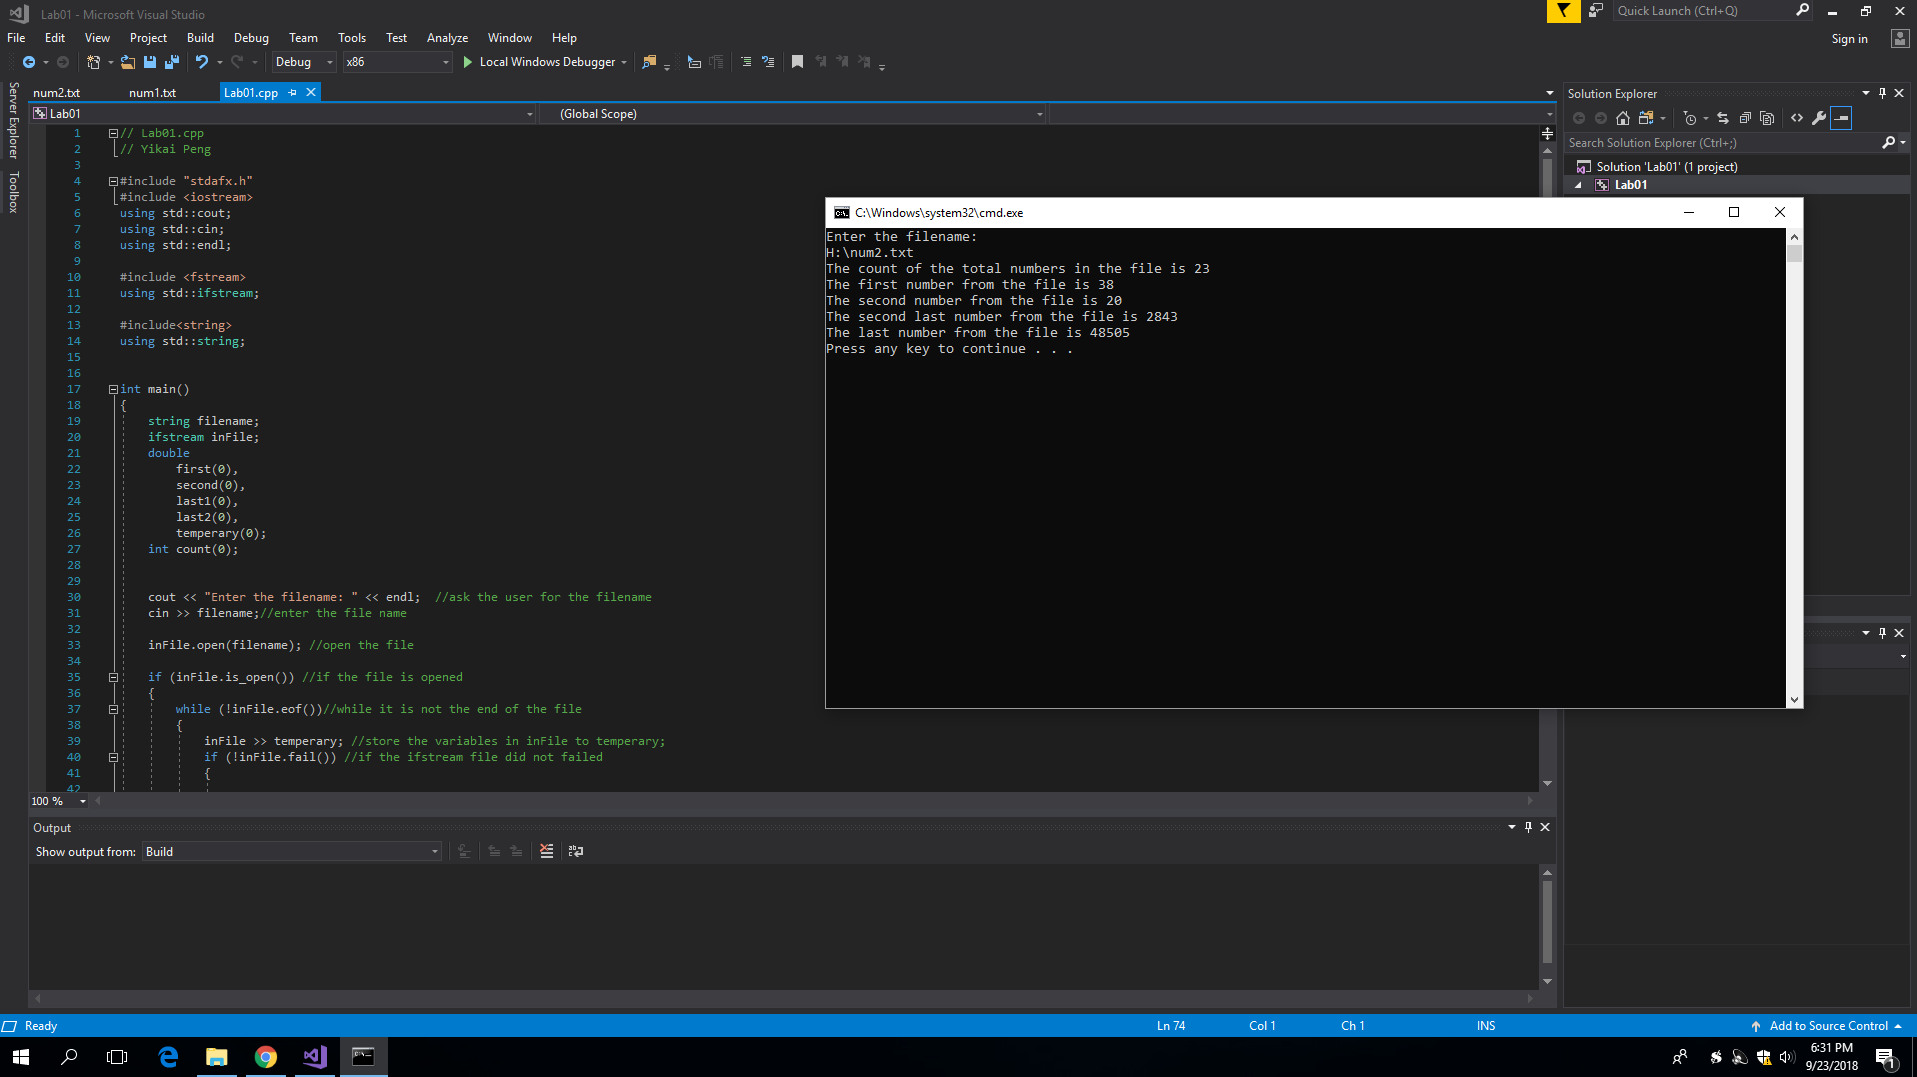 Lab01 - Microsoft Visual Studio
Quick Launch (Ctrl+Q)
File Edit View Project Build Debug Team Tools Test Analyze Window Help
Sign in
Debug x86 Local Windows Debugger
Server Explorer
Toolbox
num2.txt num1.txt Lab01.cpp
Lab01 (Global Scope)
1 // Lab01.cpp
2 // Yikai Peng
3
4 #include "stdafx.h"
5 #include <iostream>
6 using std::cout;
7 using std::cin;
8 using std::endl;
9
10 #include <fstream>
11 using std::ifstream;
12
13 #include<string>
14 using std::string;
15
16
17 int main()
18 {
19 string filename;
20 ifstream inFile;
21 double
22 first(0),
23 second(0),
24 last1(0),
25 last2(0),
26 temperary(0);
27 int count(0);
28
29
30 cout << "Enter the filename: " << endl; //ask the user for the filename
31 cin >> filename;//enter the file name
32
33 inFile.open(filename); //open the file
34
35 if (inFile.is_open()) //if the file is opened
36 {
37 while (!inFile.eof())//while it is not the end of the file
38 {
39 inFile >> temperary; //store the variables in inFile to temperary;
40 if (!inFile.fail()) //if the ifstream file did not failed
41 {
42
100 %
C:\Windows\system32\cmd.exe
Enter the filename:
H:\num2.txt
The count of the total numbers in the file is 23
The first number from the file is 38
The second number from the file is 20
The second last number from the file is 2843
The last number from the file is 48505
Press any key to continue . . .
Solution Explorer
Search Solution Explorer (Ctrl+;)
Solution 'Lab01' (1 project)
Lab01
Output
Show output from: Build
Ready
Ln 74 Col 1 Ch 1 INS
Add to Source Control
6:31 PM
9/23/2018
1